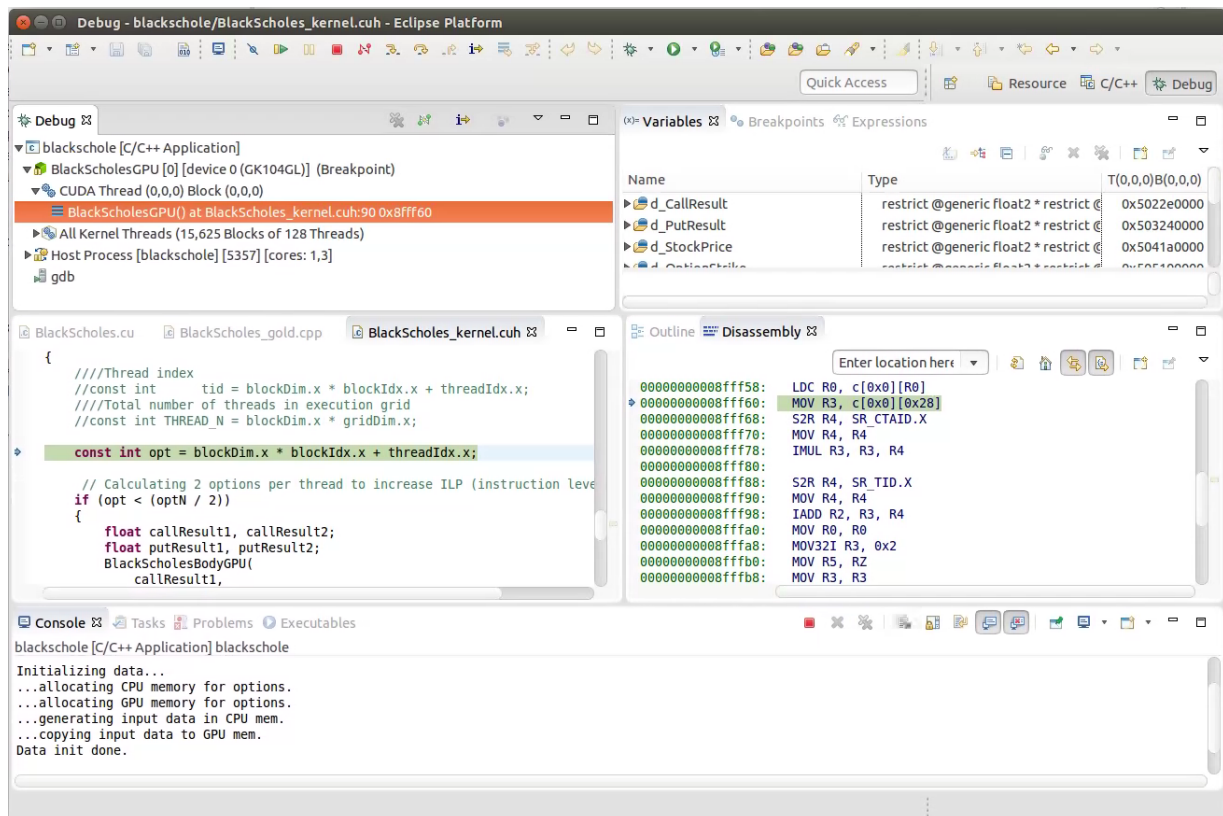 Debug - blackschole/BlackScholes_kernel.cuh - Eclipse Platform
Quick Access
Resource
C/C++
Debug
Debug
blackschole [C/C++ Application]
BlackScholesGPU [0] [device 0 (GK104GL)] (Breakpoint)
CUDA Thread (0,0,0) Block (0,0,0)
BlackScholesGPU() at BlackScholes_kernel.cuh:90 0x8fff60
All Kernel Threads (15,625 Blocks of 128 Threads)
Host Process [blackschole] [5357] [cores: 1,3]
gdb
(x)= Variables
Breakpoints
Expressions
Name Type T(0,0,0)B(0,0,0)
d_CallResult restrict @generic float2 * restrict 0x5022e0000
d_PutResult restrict @generic float2 * restrict 0x503240000
d_StockPrice restrict @generic float2 * restrict 0x5041a0000
d_OptionStrike restrict @generic float2 * restrict
BlackScholes.cu
BlackScholes_gold.cpp
BlackScholes_kernel.cuh
{
////Thread index
//const int tid = blockDim.x * blockIdx.x + threadIdx.x;
////Total number of threads in execution grid
//const int THREAD_N = blockDim.x * gridDim.x;
const int opt = blockDim.x * blockIdx.x + threadIdx.x;
// Calculating 2 options per thread to increase ILP (instruction leve
if (opt < (optN / 2))
{
float callResult1, callResult2;
float putResult1, putResult2;
BlackScholesBodyGPU(
callResult1,
Outline
Disassembly
Enter location here
00000000008fff58: LDC R0, c[0x0][R0]
00000000008fff60: MOV R3, c[0x0][0x28]
00000000008fff68: S2R R4, SR_CTAID.X
00000000008fff70: MOV R4, R4
00000000008fff78: IMUL R3, R3, R4
00000000008fff80:
00000000008fff88: S2R R4, SR_TID.X
00000000008fff90: MOV R4, R4
00000000008fff98: IADD R2, R3, R4
00000000008fffa0: MOV R0, R0
00000000008fffa8: MOV32I R3, 0x2
00000000008fffb0: MOV R5, RZ
00000000008fffb8: MOV R3, R3
Console
Tasks
Problems
Executables
blackschole [C/C++ Application] blackschole
Initializing data...
...allocating CPU memory for options.
...allocating GPU memory for options.
...generating input data in CPU mem.
...copying input data to GPU mem.
Data init done.